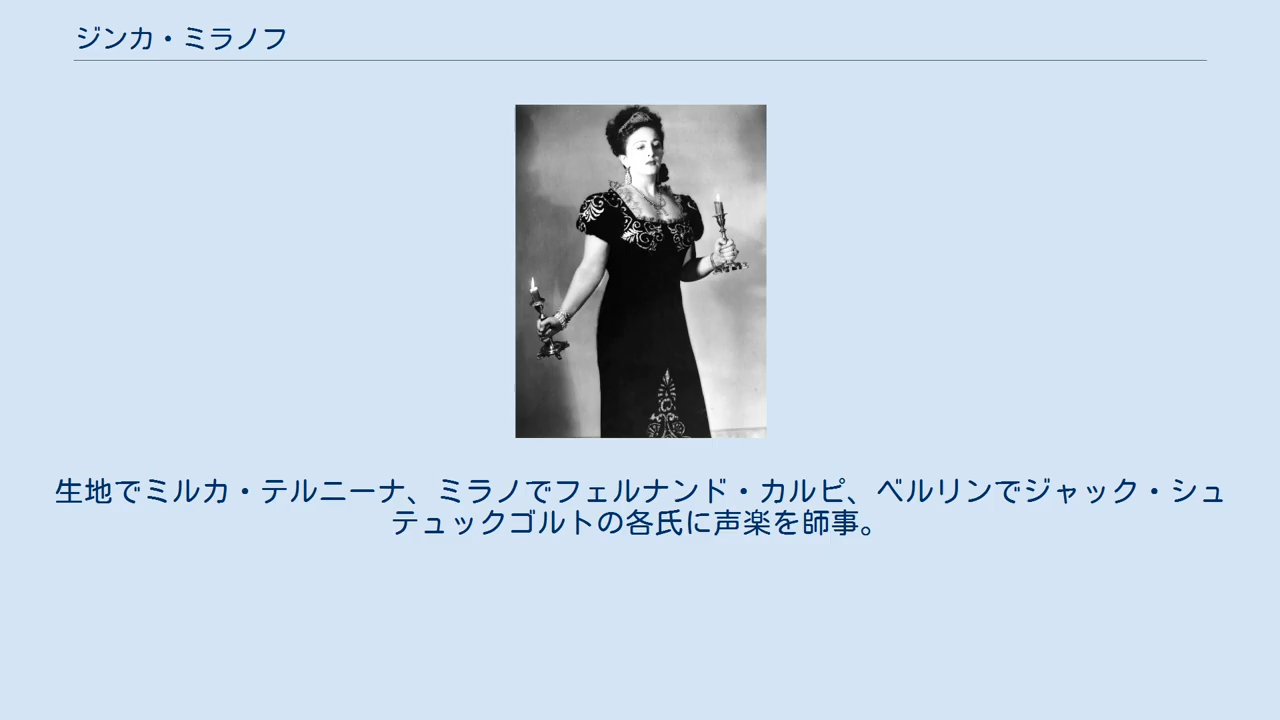 ジンカ・ミラノフ
生地でミルカ・テルニーナ、ミラノでフェルナンド・カルピ、ベルリンでジャック・シュ
テュックゴルトの各氏に声楽を師事。